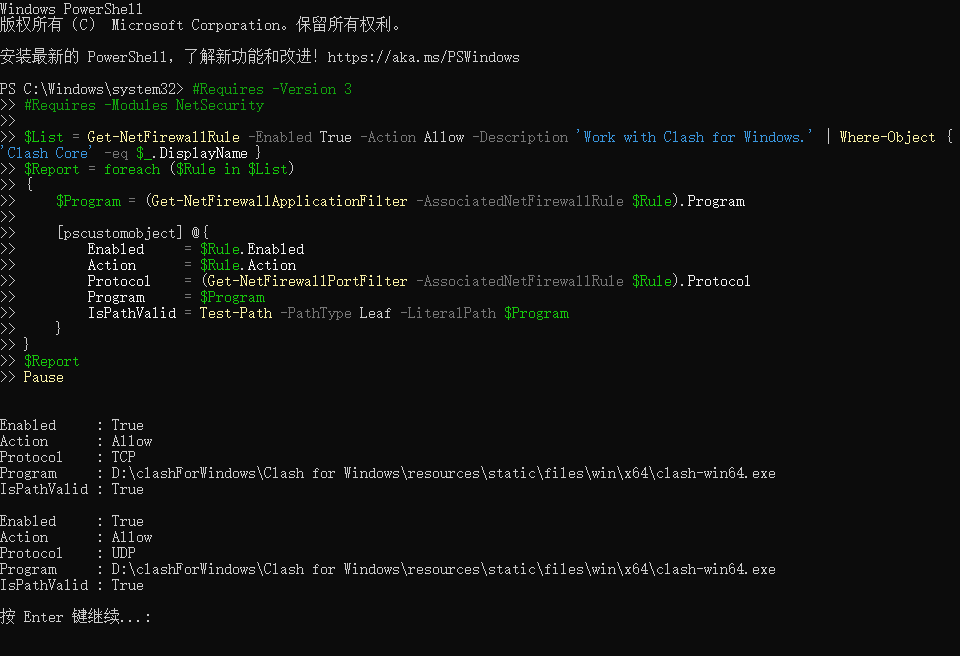 Windows PowerShell
版权所有 (C) Microsoft Corporation。保留所有权利。
安装最新的 PowerShell，了解新功能和改进！https://aka.ms/PSWindows
PS C:\Windows\system32> #Requires -Version 3
>> #Requires -Modules NetSecurity
>>
>> $List = Get-NetFirewallRule -Enabled True -Action Allow -Description 'Work with Clash for Windows.' | Where-Object {
'Clash Core' -eq $_.DisplayName }
>> $Report = foreach ($Rule in $List)
>> {
>>     $Program = (Get-NetFirewallApplicationFilter -AssociatedNetFirewallRule $Rule).Program
>>
>>     [pscustomobject] @{
>>         Enabled     = $Rule.Enabled
>>         Action      = $Rule.Action
>>         Protocol    = (Get-NetFirewallPortFilter -AssociatedNetFirewallRule $Rule).Protocol
>>         Program     = $Program
>>         IsPathValid = Test-Path -PathType Leaf -LiteralPath $Program
>>     }
>> }
>> $Report
>> Pause
Enabled     : True
Action      : Allow
Protocol    : TCP
Program     : D:\clashForWindows\Clash for Windows\resources\static\files\win\x64\clash-win64.exe
IsPathValid : True
Enabled     : True
Action      : Allow
Protocol    : UDP
Program     : D:\clashForWindows\Clash for Windows\resources\static\files\win\x64\clash-win64.exe
IsPathValid : True
按 Enter 键继续...: